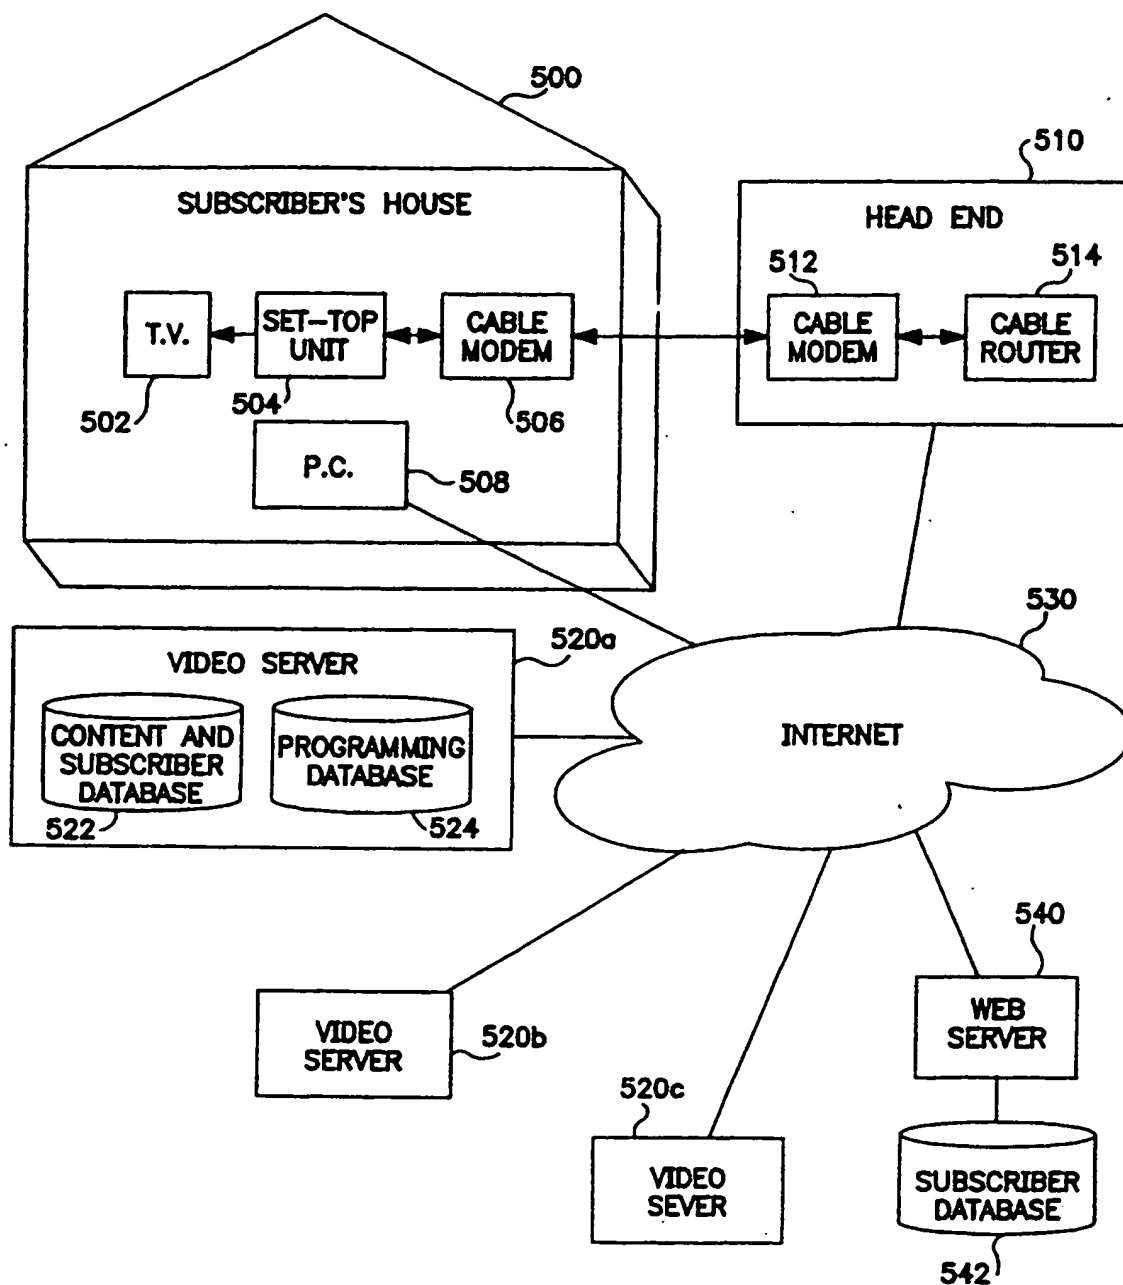 500
SUBSCRIBER'S HOUSE
T.V.
SET-TOP
UNIT
CABLE
MODEM
502
504
506
P.C.
508
510
HEAD END
512
514
CABLE
MODEM
CABLE
ROUTER
530
INTERNET
520a
VIDEO SERVER
CONTENT AND
SUBSCRIBER
DATABASE
522
PROGRAMMING
DATABASE
524
VIDEO
SERVER
520b
520c
VIDEO
SEVER
540
WEB
SERVER
SUBSCRIBER
DATABASE
542